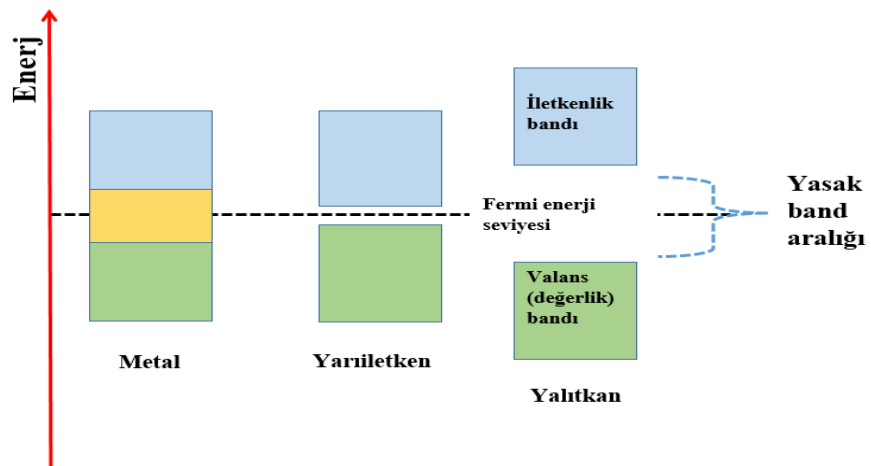 Enerj
İletkenlik
bandı
Fermi enerji
seviyesi
Yasak
band
aralığı
Valans
(değerlik)
bandı
Metal
Yarıiletken
Yalıtkan